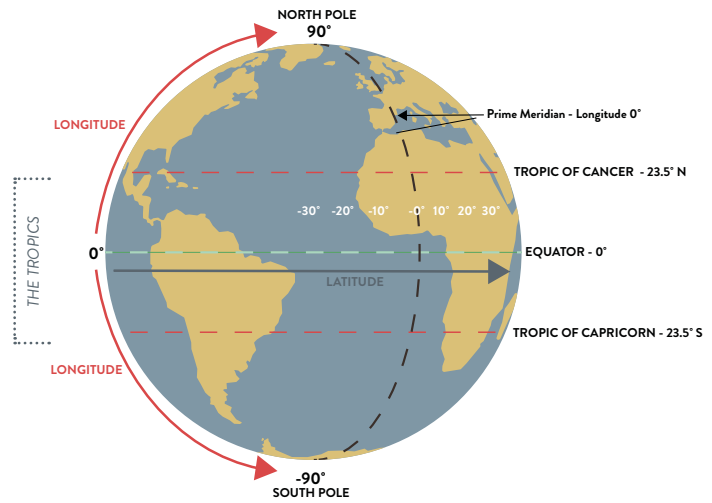 NORTH POLE
90°
LONGITUDE
Prime Meridian - Longitude 0°
TROPIC OF CANCER - 23.5° N
THE TROPICS
-30° -20° -10° -0° 10° 20° 30°
0°
EQUATOR - 0°
LATITUDE
TROPIC OF CAPRICORN - 23.5° S
LONGITUDE
-90°
SOUTH POLE